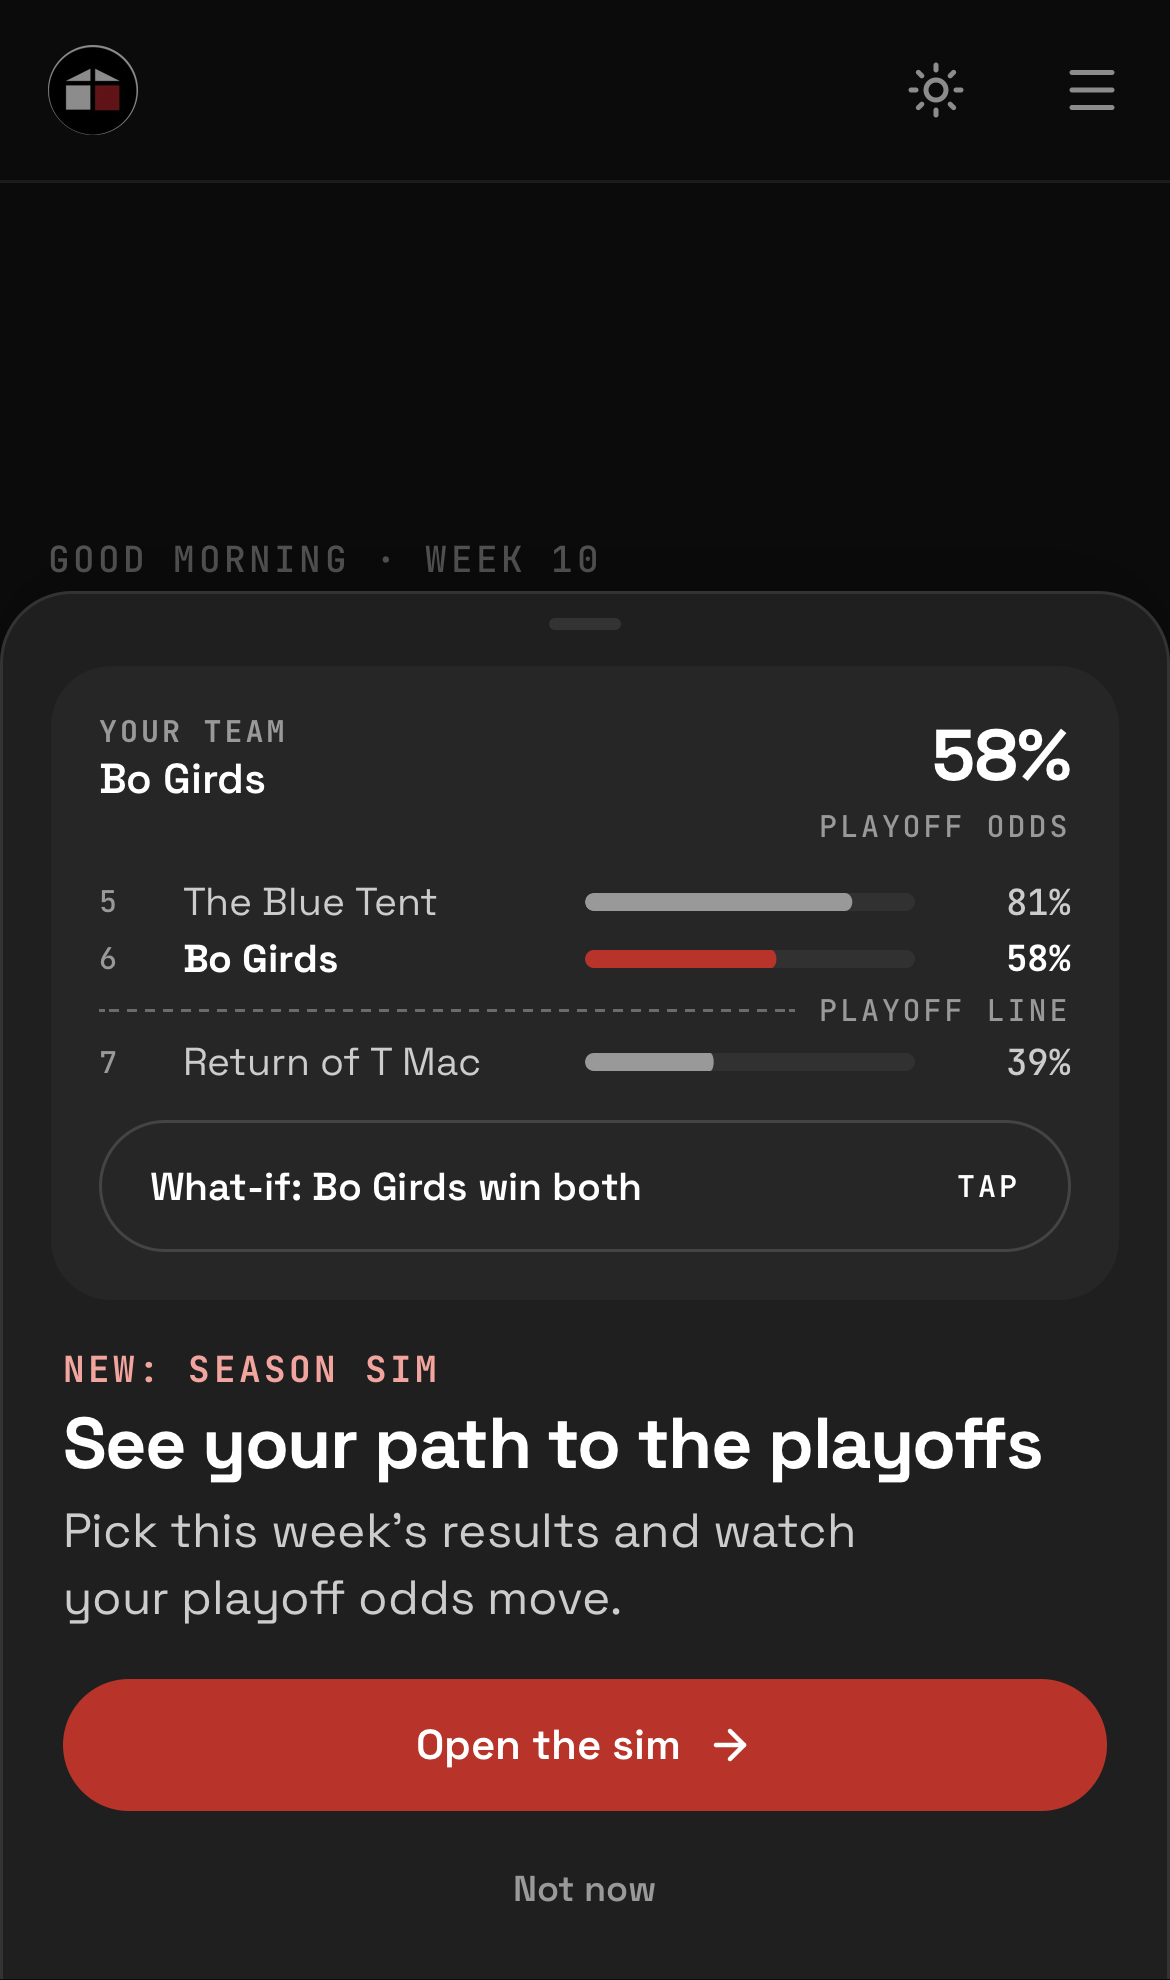 GOOD MORNING · WEEK 10
YOUR TEAM
Bo Girds
58%
PLAYOFF ODDS
5 The Blue Tent 81%
6 Bo Girds 58%
PLAYOFF LINE
7 Return of T Mac 39%
What-if: Bo Girds win both TAP
NEW: SEASON SIM
See your path to the playoffs
Pick this week’s results and watch
your playoff odds move.
Open the sim →
Not now